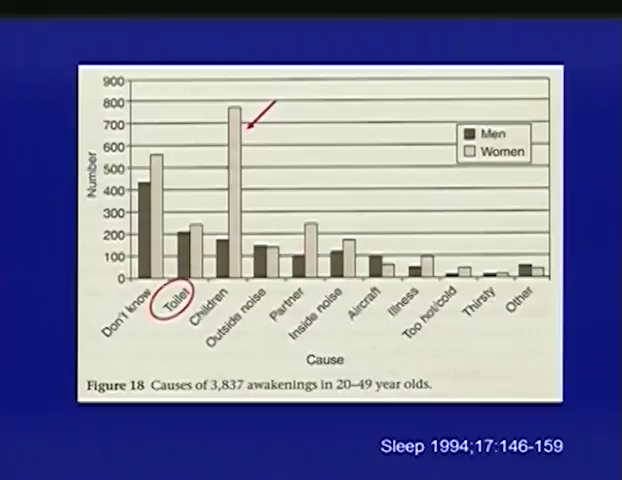 900
800
700
600
500
400
300
200
100
0
Number
Men
Women
Don't know
Toilet
Children
Outside noise
Partner
Inside noise
Aircraft
Illness
Too hot/cold
Thirsty
Other
Cause
Figure 18 Causes of 3,837 awakenings in 20–49 year olds.
Sleep 1994;17:146-159